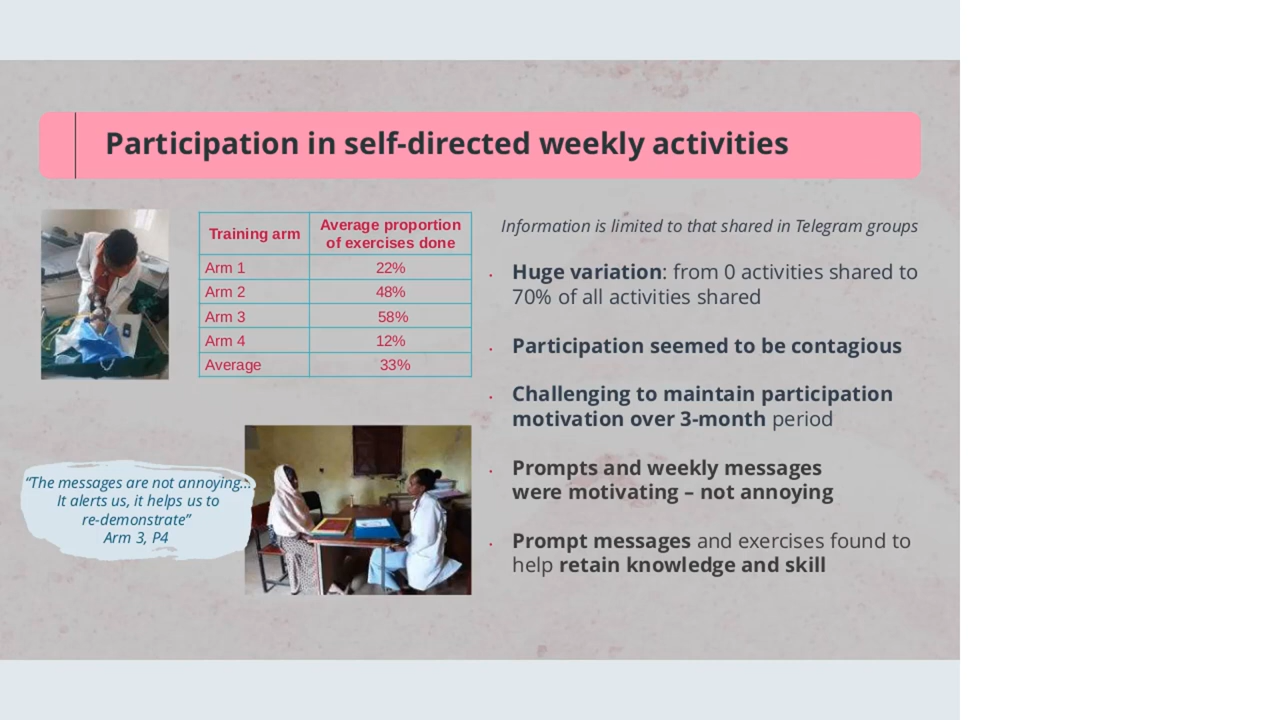 Participation in self-directed weekly activities
Training arm
Average proportion
of exercises done
Arm 1 22%
Arm 2 48%
Arm 3 58%
Arm 4 12%
Average 33%
“The messages are not annoying...
It alerts us, it helps us to
re-demonstrate”
Arm 3, P4
Information is limited to that shared in Telegram groups
• Huge variation: from 0 activities shared to
70% of all activities shared
• Participation seemed to be contagious
• Challenging to maintain participation
motivation over 3-month period
• Prompts and weekly messages
were motivating – not annoying
• Prompt messages and exercises found to
help retain knowledge and skill